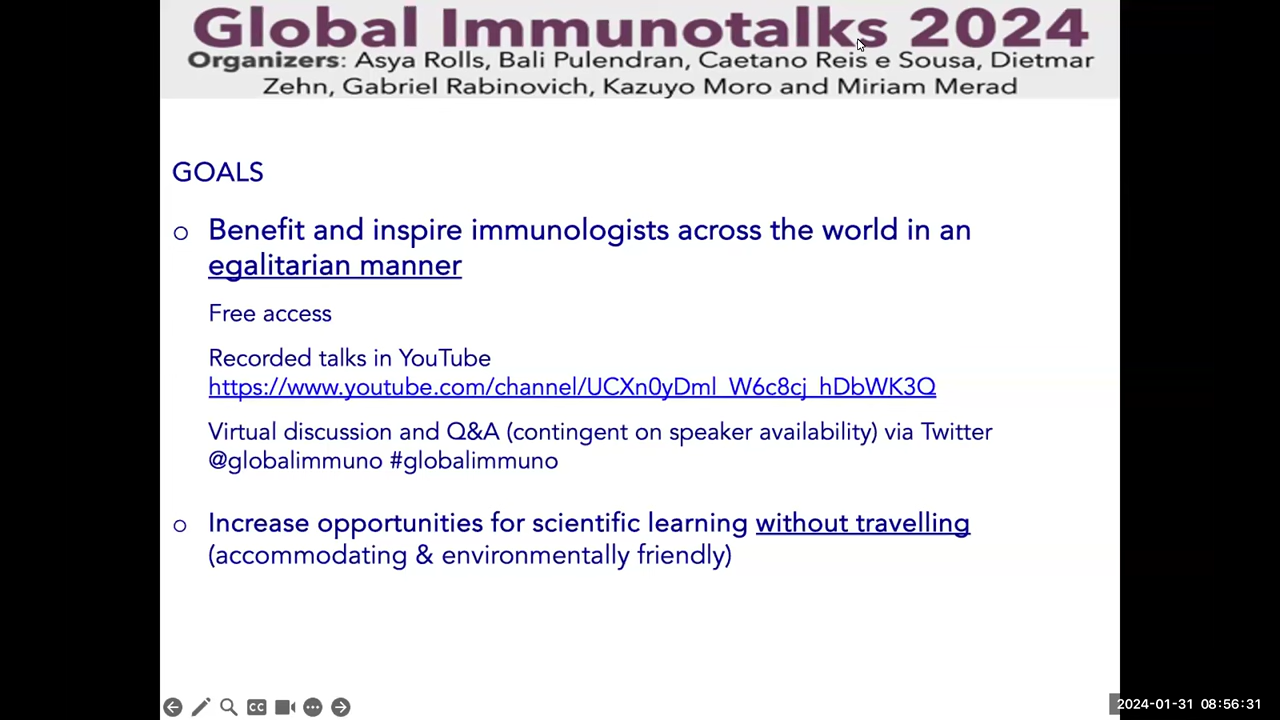 Global Immunotalks 2024
Organizers: Asya Rolls, Bali Pulendran, Caetano Reis e Sousa, Dietmar
Zehn, Gabriel Rabinovich, Kazuyo Moro and Miriam Merad
GOALS
o Benefit and inspire immunologists across the world in an
egalitarian manner
Free access
Recorded talks in YouTube
https://www.youtube.com/channel/UCXn0yDml_W6c8cj_hDbWK3Q
Virtual discussion and Q&A (contingent on speaker availability) via Twitter
@globalimmuno #globalimmuno
o Increase opportunities for scientific learning without travelling
(accommodating & environmentally friendly)
CC
2024-01-31 08:56:31